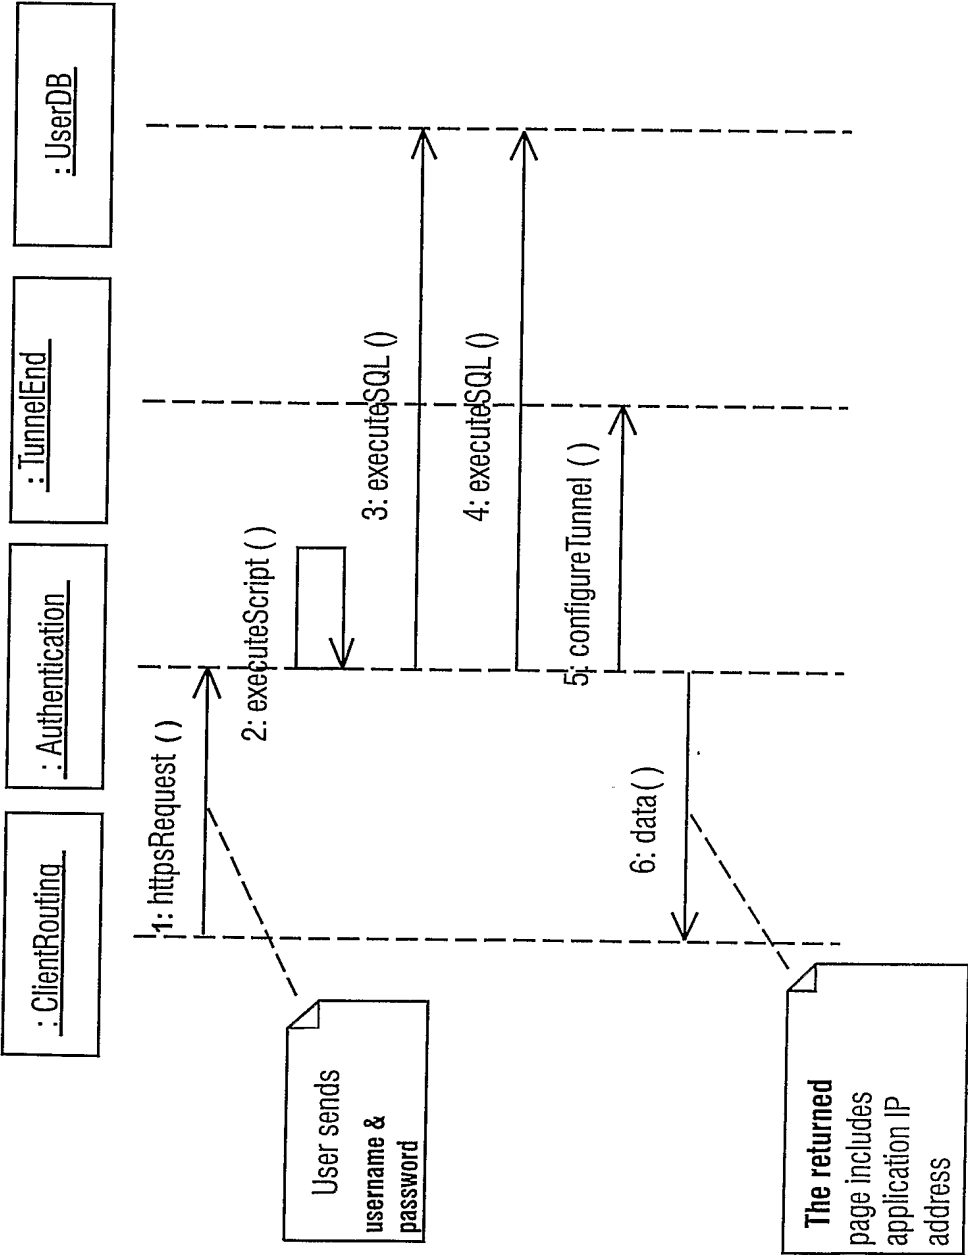 : ClientRouting
: Authentication
: TunnelEnd
: UserDB
1: httpsRequest ( )
2: executeScript ( )
3: executeSQL ( )
4: executeSQL ( )
5: configureTunnel ( )
6: data ( )
User sends
username &
password
The returned
page includes
application IP
address